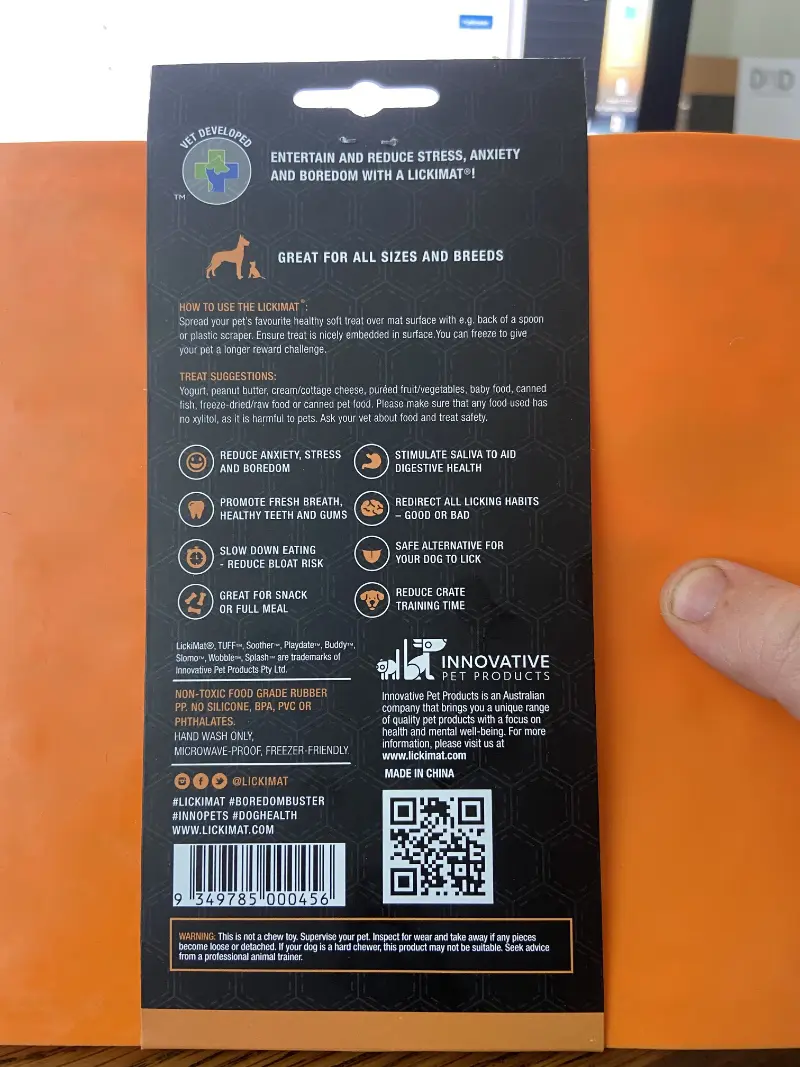 VET DEVELOPED
TM
ENTERTAIN AND REDUCE STRESS, ANXIETY
AND BOREDOM WITH A LICKIMAT®!
GREAT FOR ALL SIZES AND BREEDS
HOW TO USE THE LICKIMAT®:
Spread your pet's favourite healthy soft treat over mat surface with e.g. back of a spoon
or plastic scraper. Ensure treat is nicely embedded in surface.You can freeze to give
your pet a longer reward challenge.
TREAT SUGGESTIONS:
Yogurt, peanut butter, cream/cottage cheese, puréed fruit/vegetables, baby food, canned
fish, freeze-dried/raw food or canned pet food. Please make sure that any food used has
no xylitol, as it is harmful to pets. Ask your vet about food and treat safety.
REDUCE ANXIETY, STRESS
AND BOREDOM
STIMULATE SALIVA TO AID
DIGESTIVE HEALTH
PROMOTE FRESH BREATH,
HEALTHY TEETH AND GUMS
REDIRECT ALL LICKING HABITS
– GOOD OR BAD
SLOW DOWN EATING
- REDUCE BLOAT RISK
SAFE ALTERNATIVE FOR
YOUR DOG TO LICK
GREAT FOR SNACK
OR FULL MEAL
REDUCE CRATE
TRAINING TIME
LickiMat®, TUFF™, Soother™, Playdate™, Buddy™,
Slomo™, Wobble™, Splash™ are trademarks of
Innovative Pet Products Pty Ltd.
NON-TOXIC FOOD GRADE RUBBER
PP. NO SILICONE, BPA, PVC OR
PHTHALATES.
HAND WASH ONLY,
MICROWAVE-PROOF, FREEZER-FRIENDLY.
@LICKIMAT
#LICKIMAT #BOREDOMBUSTER
#INNOPETS #DOGHEALTH
WWW.LICKIMAT.COM
9 349785 000456
INNOVATIVE
PET PRODUCTS
Innovative Pet Products is an Australian
company that brings you a unique range
of quality pet products with a focus on
health and mental well-being. For more
information, please visit us at
www.lickimat.com
MADE IN CHINA
WARNING: This is not a chew toy. Supervise your pet. Inspect for wear and take away if any pieces
become loose or detached. If your dog is a hard chewer, this product may not be suitable. Seek advice
from a professional animal trainer.